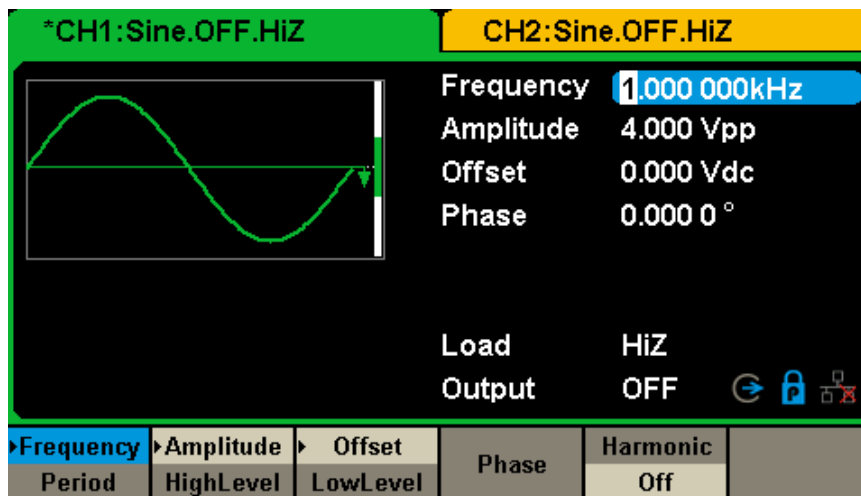 *CH1:Sine.OFF.HiZ CH2:Sine.OFF.HiZ
Frequency 1.000 000kHz
Amplitude 4.000 Vpp
Offset 0.000 Vdc
Phase 0.000 0 °
Load HiZ
Output OFF P
Frequency Amplitude Offset Phase Harmonic
Period HighLevel LowLevel Off